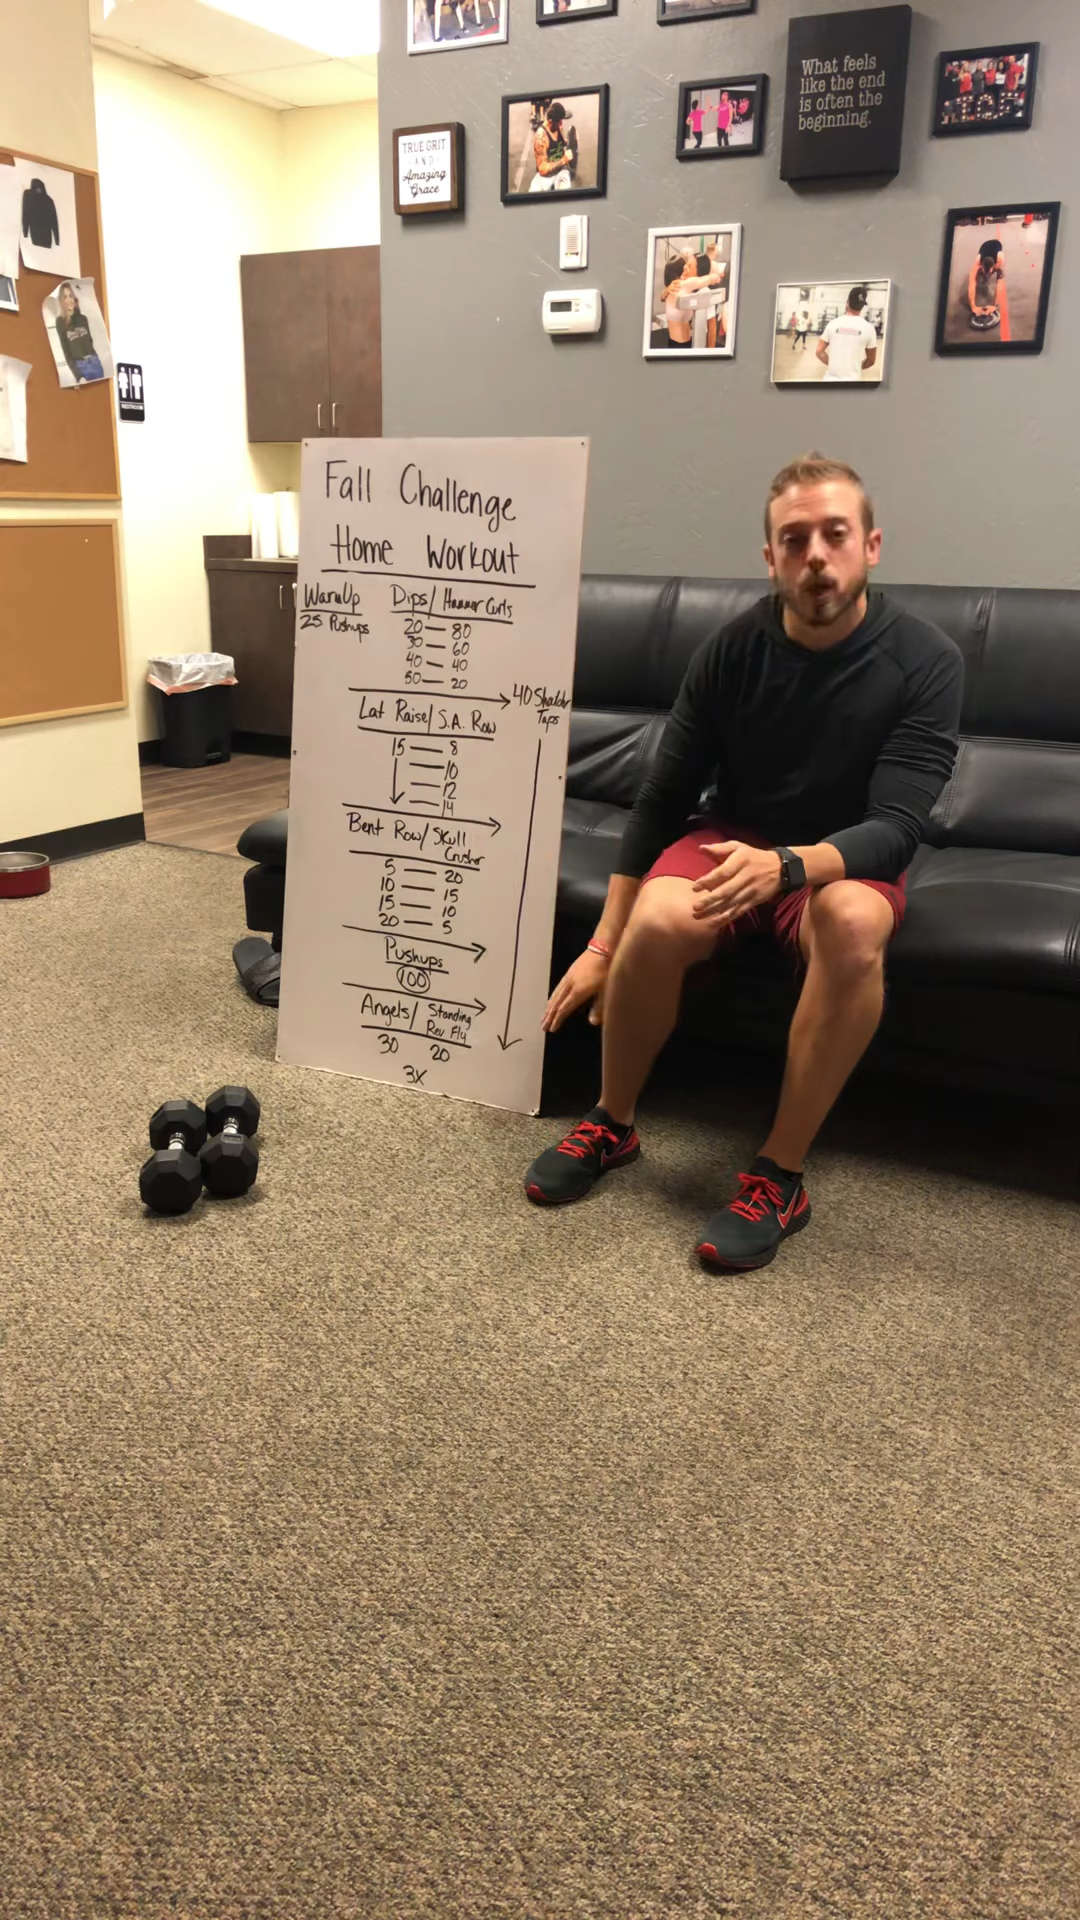 What feels
like the end
is often the
beginning.
TRUE GRIT
-AND-
Amazing
Grace
RESTROOM
Fall Challenge
Home Workout
WarmUp
25 Pushups
Dips/ Hammer Curls
20 — 80
30 — 60
40 — 40
50 — 20
40 Shoulder
Taps
Lat Raise/ S.A. Row
15 — 8
— 10
— 12
— 14
Bent Row/ Skull
Crusher
5 — 20
10 — 15
15 — 10
20 — 5
Pushups
100
Angels/ Standing
Rev Fly
30 20
3x